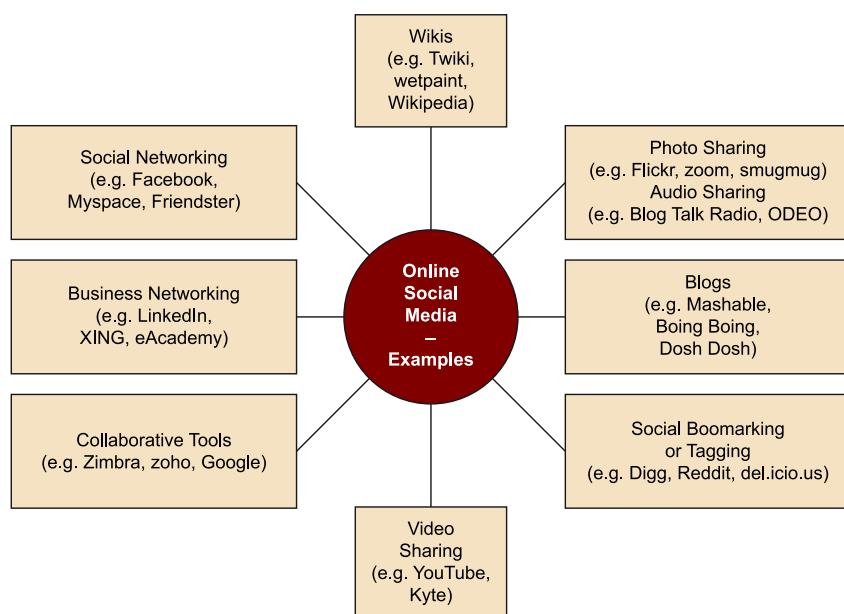 Wikis
(e.g. Twiki,
wetpaint,
Wikipedia)
Social Networking
(e.g. Facebook,
Myspace, Friendster)
Photo Sharing
(e.g. Flickr, zoom, smugmug)
Audio Sharing
(e.g. Blog Talk Radio, ODEO)
Business Networking
(e.g. LinkedIn,
XING, eAcademy)
Online
Social
Media
–
Examples
Blogs
(e.g. Mashable,
Boing Boing,
Dosh Dosh)
Collaborative Tools
(e.g. Zimbra, zoho, Google)
Social Boomarking
or Tagging
(e.g. Digg, Reddit, del.icio.us)
Video
Sharing
(e.g. YouTube,
Kyte)